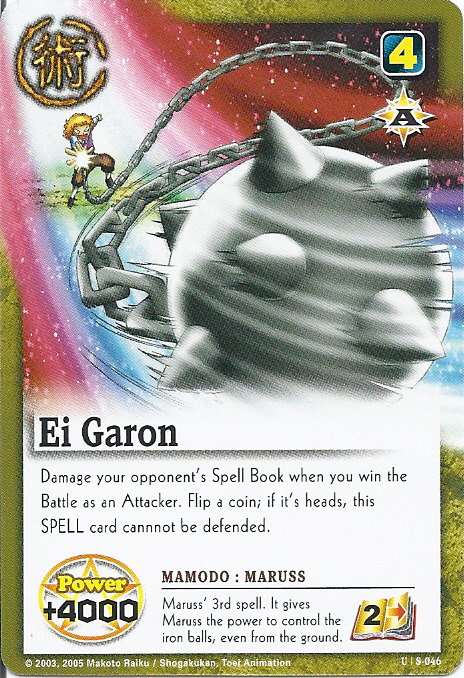 術
4
A
Ei Garon
Damage your opponent's Spell Book when you win the
Battle as an Attacker. Flip a coin; if it's heads, this
SPELL card cannnot be defended.
Power
+4000
MAMODO : MARUSS
Maruss' 3rd spell. It gives
Maruss the power to control the
iron balls, even from the ground.
2
© 2003, 2005 Makoto Raiku / Shogakukan, Toei Animation
U | S-046